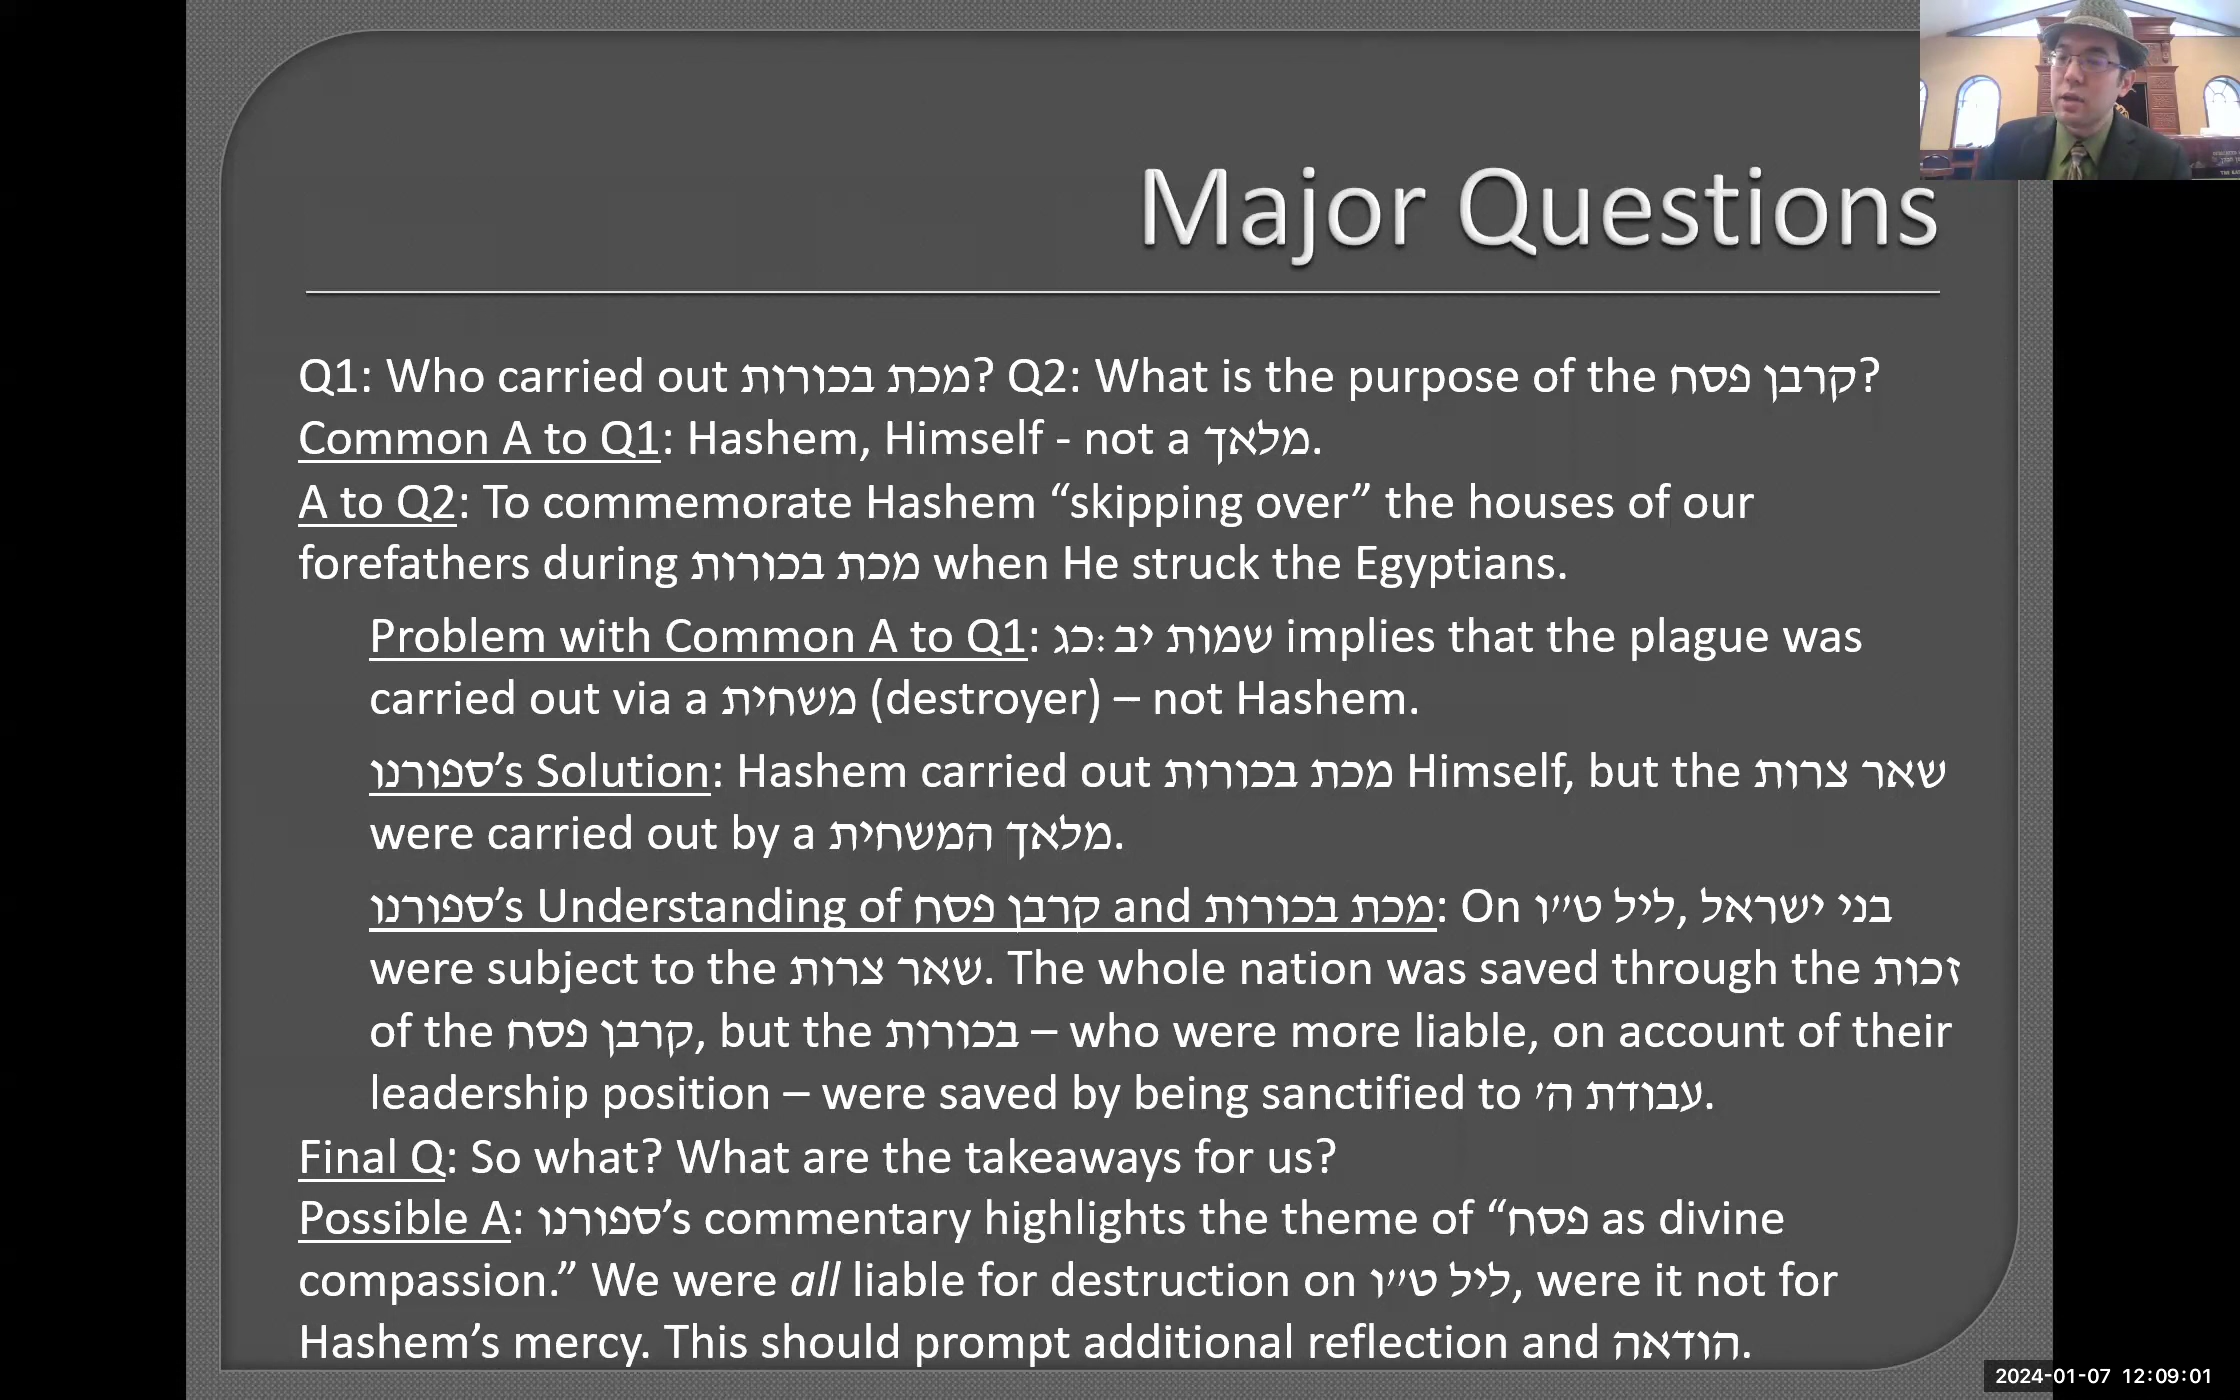 Major Questions
Q1: Who carried out מכת בכורות? Q2: What is the purpose of the קרבן פסח?
Common A to Q1: Hashem, Himself - not a מלאך.
A to Q2: To commemorate Hashem “skipping over” the houses of our
forefathers during מכת בכורות when He struck the Egyptians.
Problem with Common A to Q1: שמות יב:כג implies that the plague was
carried out via a משחית (destroyer) – not Hashem.
ספורנו’s Solution: Hashem carried out מכת בכורות Himself, but the שאר צרות
were carried out by a מלאך המשחית.
ספורנו’s Understanding of קרבן פסח and מכת בכורות: On ליל ט״ו, בני ישראל
were subject to the שאר צרות. The whole nation was saved through the זכות
of the קרבן פסח, but the בכורות – who were more liable, on account of their
leadership position – were saved by being sanctified to עבודת ה׳.
Final Q: So what? What are the takeaways for us?
Possible A: ספורנו’s commentary highlights the theme of “פסח as divine
compassion.” We were all liable for destruction on ליל ט״ו, were it not for
Hashem’s mercy. This should prompt additional reflection and הודאה.
2024-01-07 12:09:01